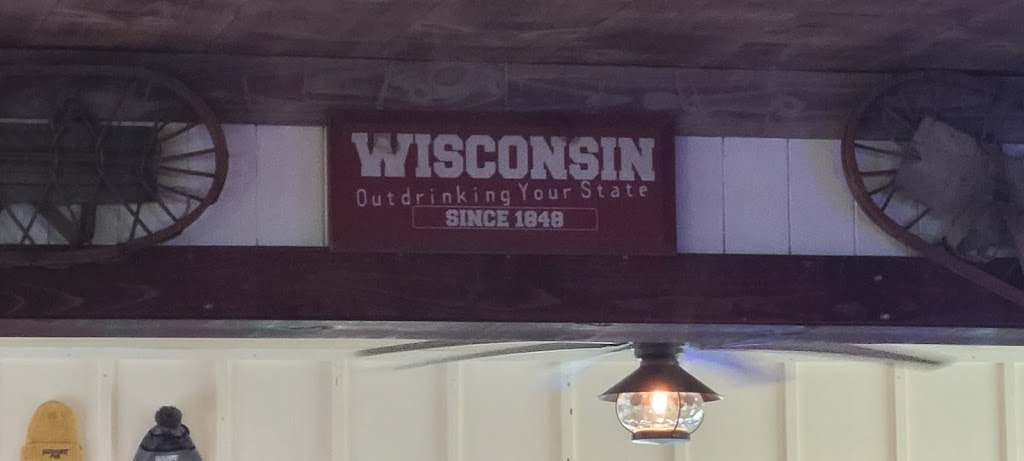 WISCONSIN
Outdrinking Your State
SINCE 1848